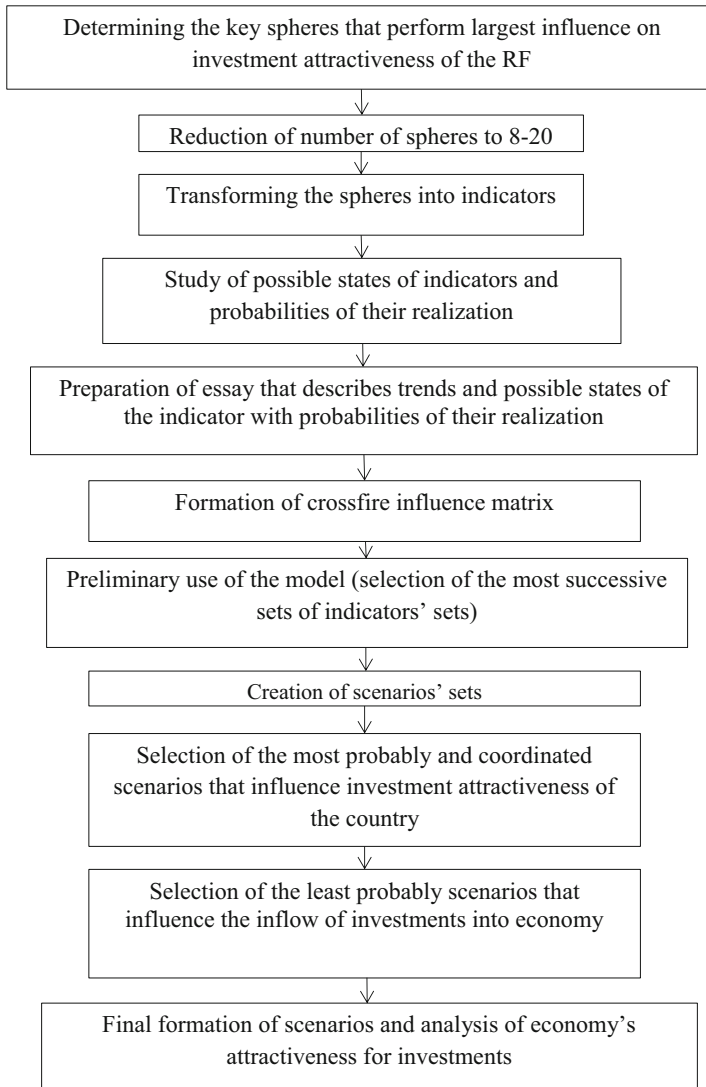 Determining the key spheres that perform largest influence on
investment attractiveness of the RF
Reduction of number of spheres to 8-20
Transforming the spheres into indicators
Study of possible states of indicators and
probabilities of their realization
Preparation of essay that describes trends and possible states of
the indicator with probabilities of their realization
Formation of crossfire influence matrix
Preliminary use of the model (selection of the most successive
sets of indicators’ sets)
Creation of scenarios’ sets
Selection of the most probably and coordinated
scenarios that influence investment attractiveness of
the country
Selection of the least probably scenarios that
influence the inflow of investments into economy
Final formation of scenarios and analysis of economy’s
attractiveness for investments